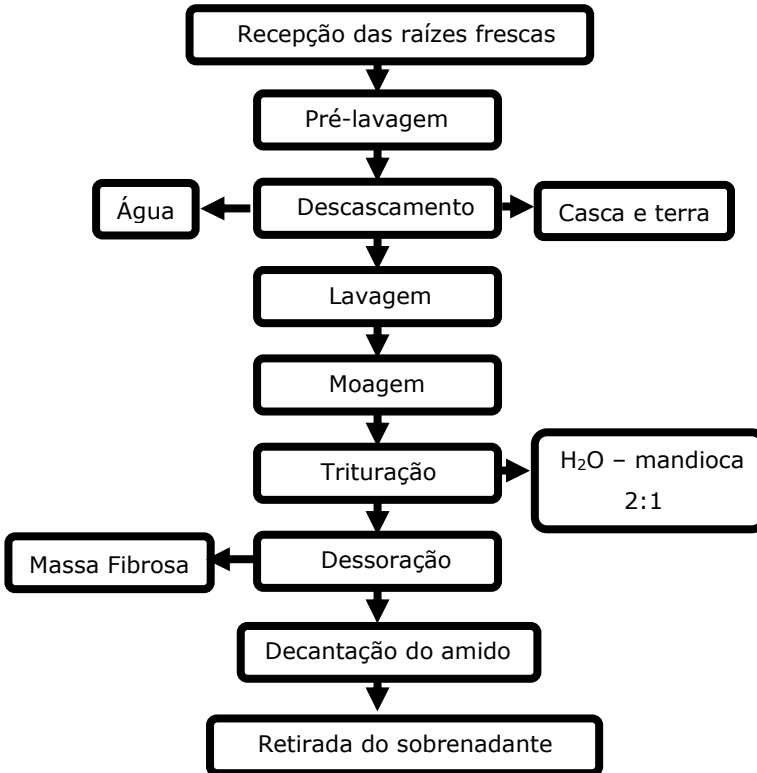 Recepção das raízes frescas
Pré-lavagem
Água
Descascamento
Casca e terra
Lavagem
Moagem
Trituração
H₂O – mandioca
2:1
Massa Fibrosa
Dessoração
Decantação do amido
Retirada do sobrenadante